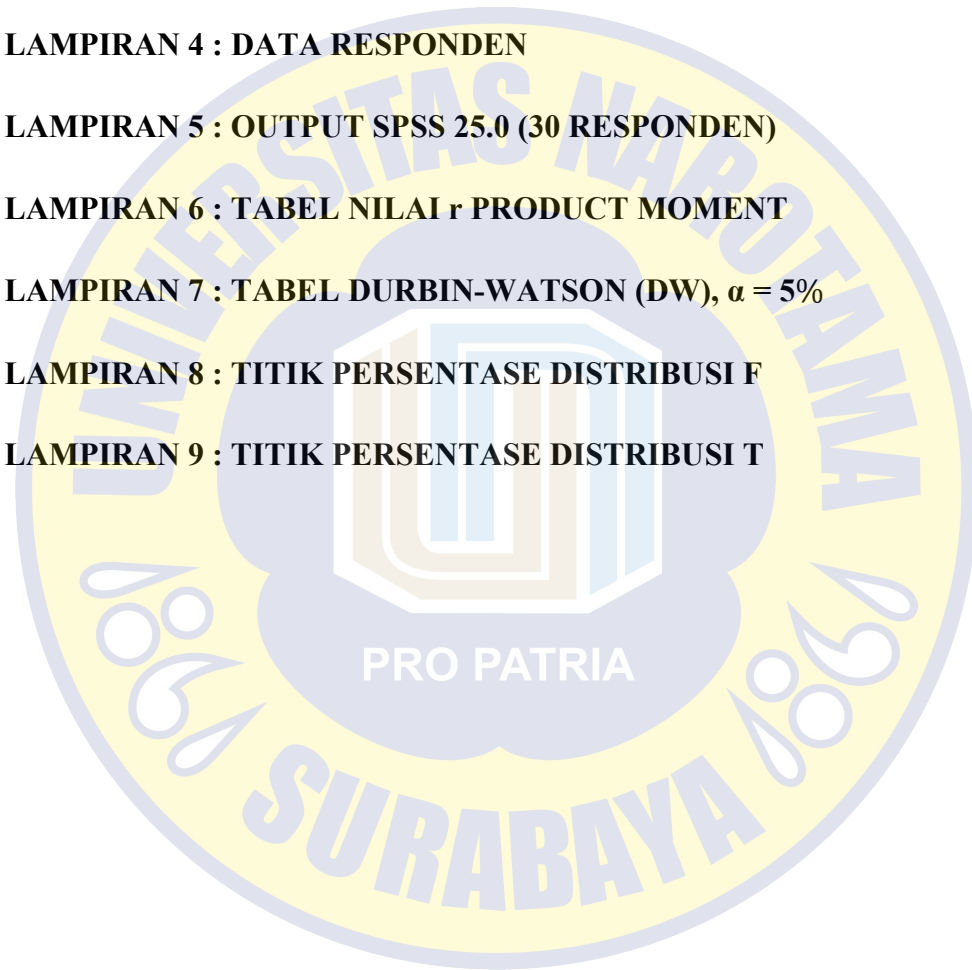 LAMPIRAN 4 : DATA RESPONDEN
LAMPIRAN 5 : OUTPUT SPSS 25.0 (30 RESPONDEN)
LAMPIRAN 6 : TABEL NILAI r PRODUCT MOMENT
LAMPIRAN 7 : TABEL DURBIN-WATSON (DW), α = 5%
LAMPIRAN 8 : TITIK PERSENTASE DISTRIBUSI F
LAMPIRAN 9 : TITIK PERSENTASE DISTRIBUSI T
UNIVERSITAS NAROTAMA
PRO PATRIA
SURABAYA